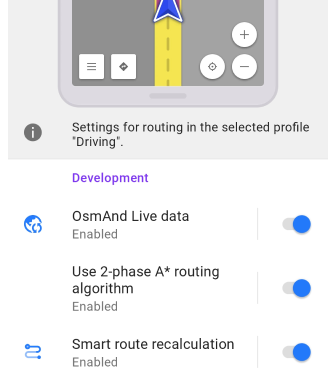 Settings for routing in the selected profile
"Driving".
Development
OsmAnd Live data
Enabled
Use 2-phase A* routing
algorithm
Enabled
Smart route recalculation
Enabled